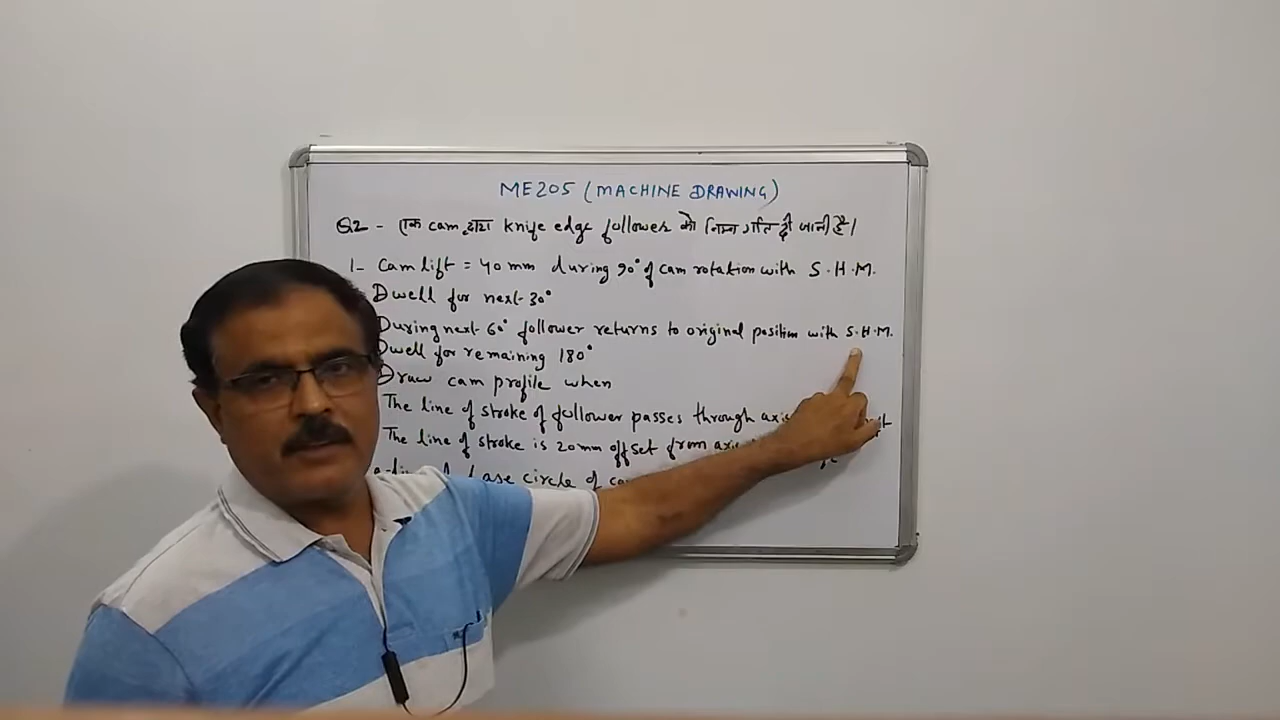 ME205 (MACHINE DRAWING)
Q2 - एक cam द्वारा knife edge follower को निम्न गति दी जाती है।
1- Cam lift = 40 mm during 90° of cam rotation with S.H.M.
Dwell for next 30°
During next 60° follower returns to original position with S.H.M.
Dwell for remaining 180°
Draw cam profile when
The line of stroke of follower passes through axis
The line of stroke is 20mm offset from
base circle of